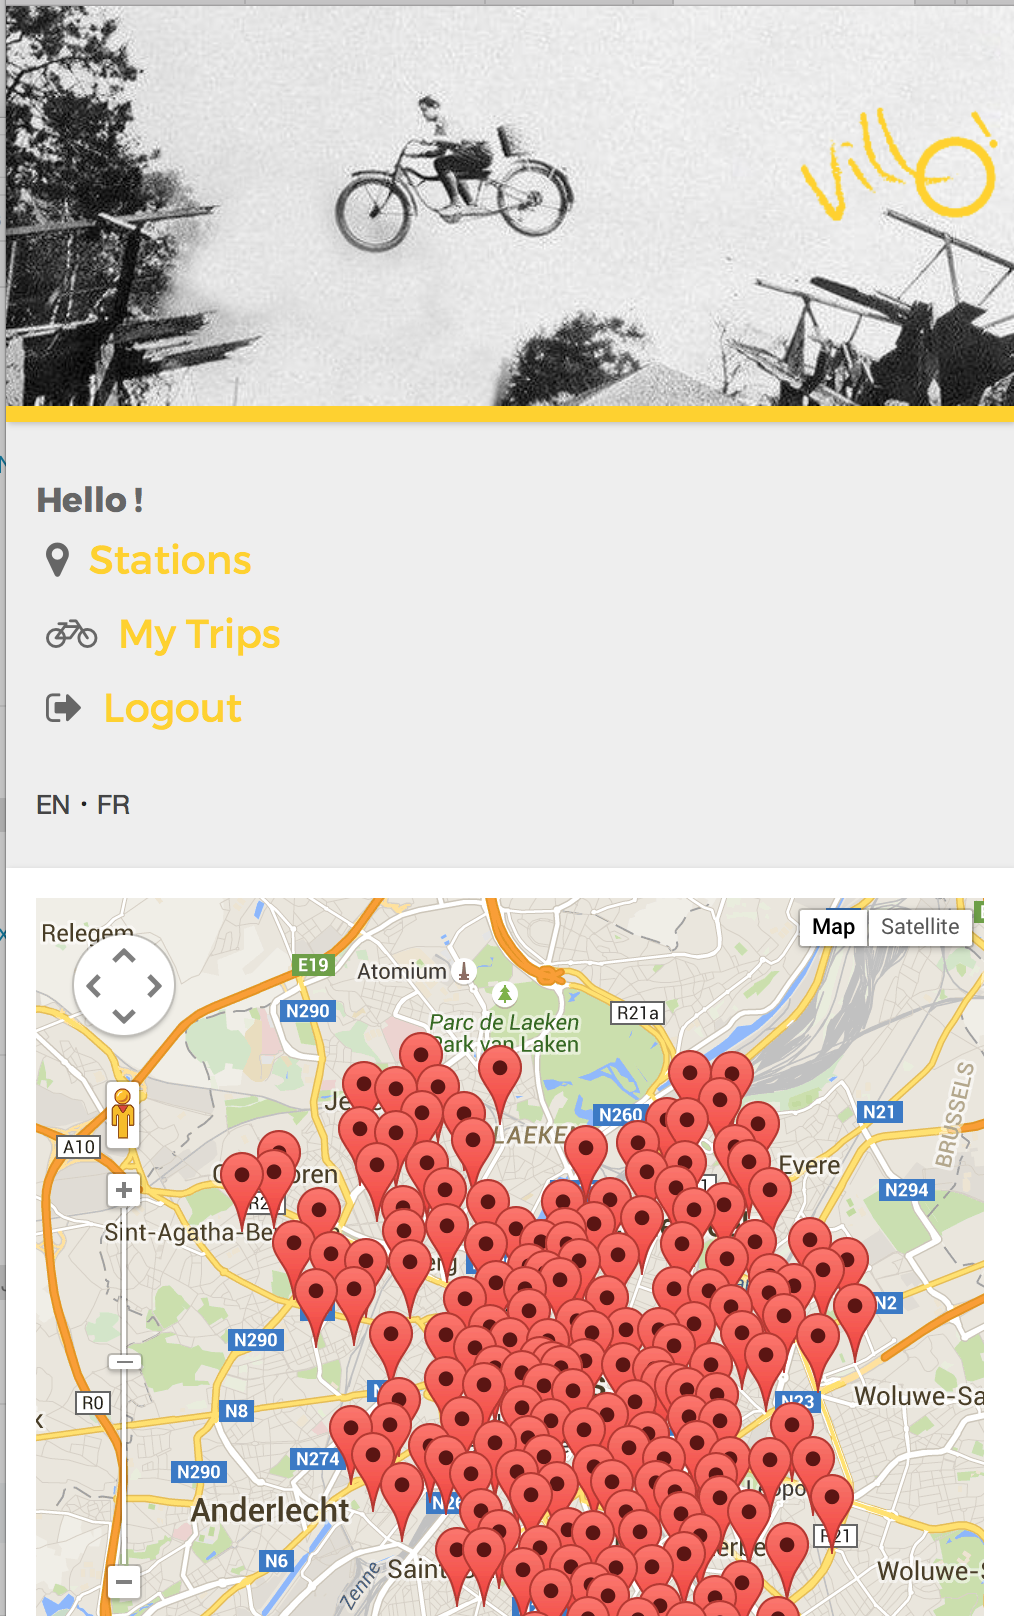 Villo!
Hello !
Stations
My Trips
Logout
EN · FR
Relegem
Map
Satellite
E19
Atomium
N290
R21a
Parc de Laeken
Park van Laken
N260
N21
LAEKEN
BRUSSELS
A10
Evere
N294
Sint-Agatha-Be
N2
N290
R0
N8
N23
Woluwe-Sa
N274
N290
Anderlecht
R21
N6
Saint
Zenne
Woluwe-S